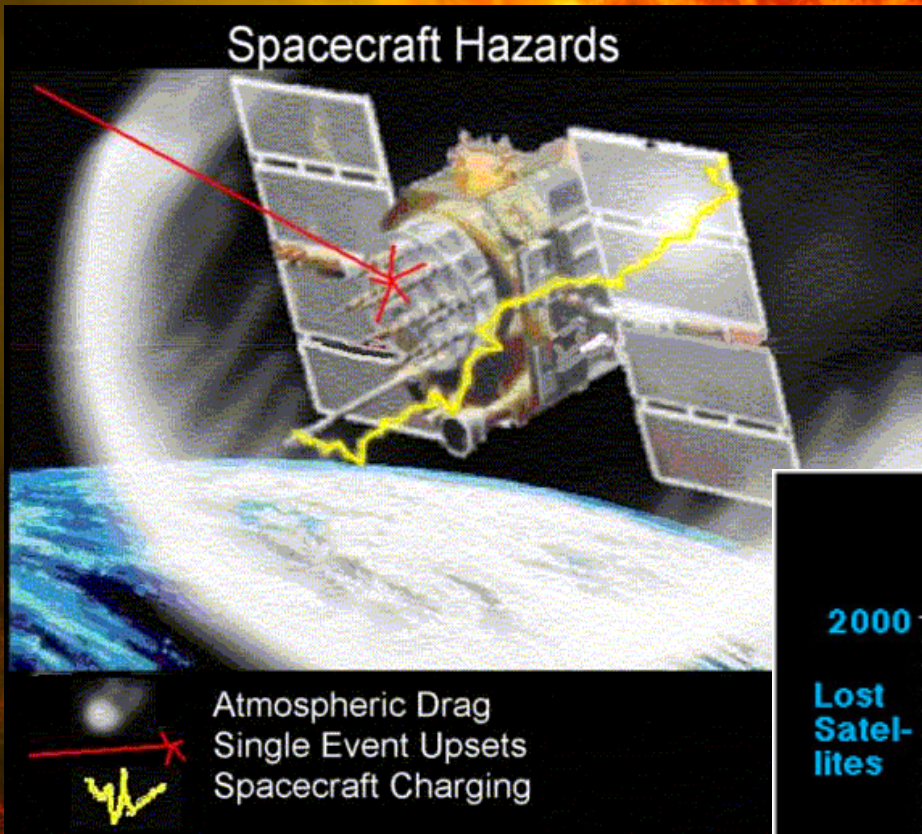 Spacecraft Hazards
Atmospheric Drag
Single Event Upsets
Spacecraft Charging
2000
Lost
Satel-
lites